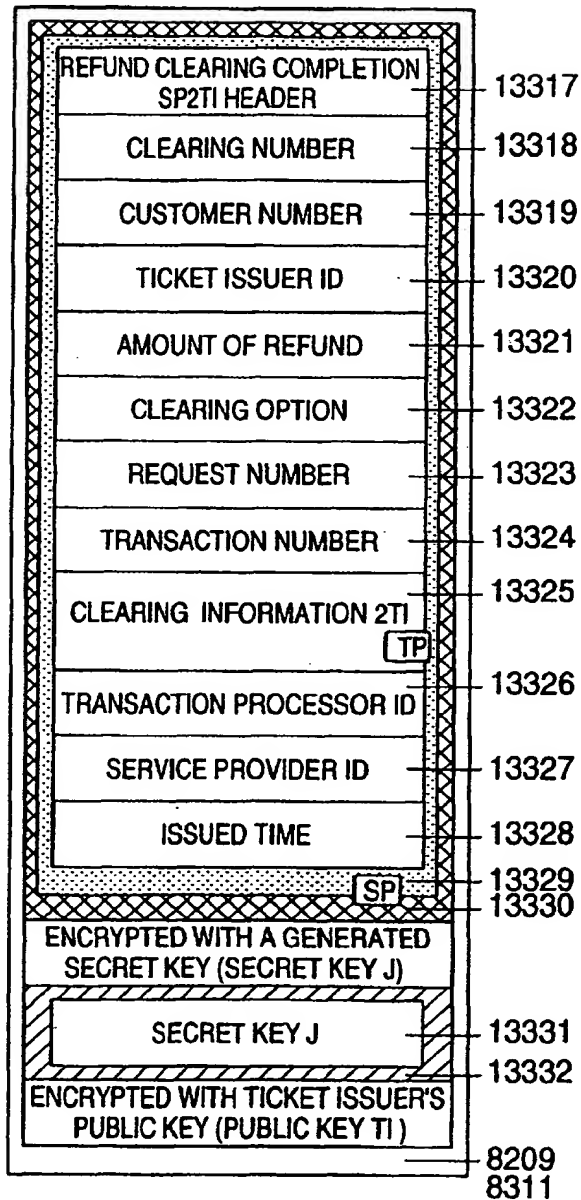 REFUND CLEARING COMPLETION
SP2TI HEADER
13317
CLEARING NUMBER
13318
CUSTOMER NUMBER
13319
TICKET ISSUER ID
13320
AMOUNT OF REFUND
13321
CLEARING OPTION
13322
REQUEST NUMBER
13323
TRANSACTION NUMBER
13324
13325
CLEARING INFORMATION 2TI
TP
13326
TRANSACTION PROCESSOR ID
SERVICE PROVIDER ID
13327
ISSUED TIME
13328
SP
13329
13330
ENCRYPTED WITH A GENERATED
SECRET KEY (SECRET KEY J)
SECRET KEY J
13331
13332
ENCRYPTED WITH TICKET ISSUER'S
PUBLIC KEY (PUBLIC KEY TI )
8209
8311